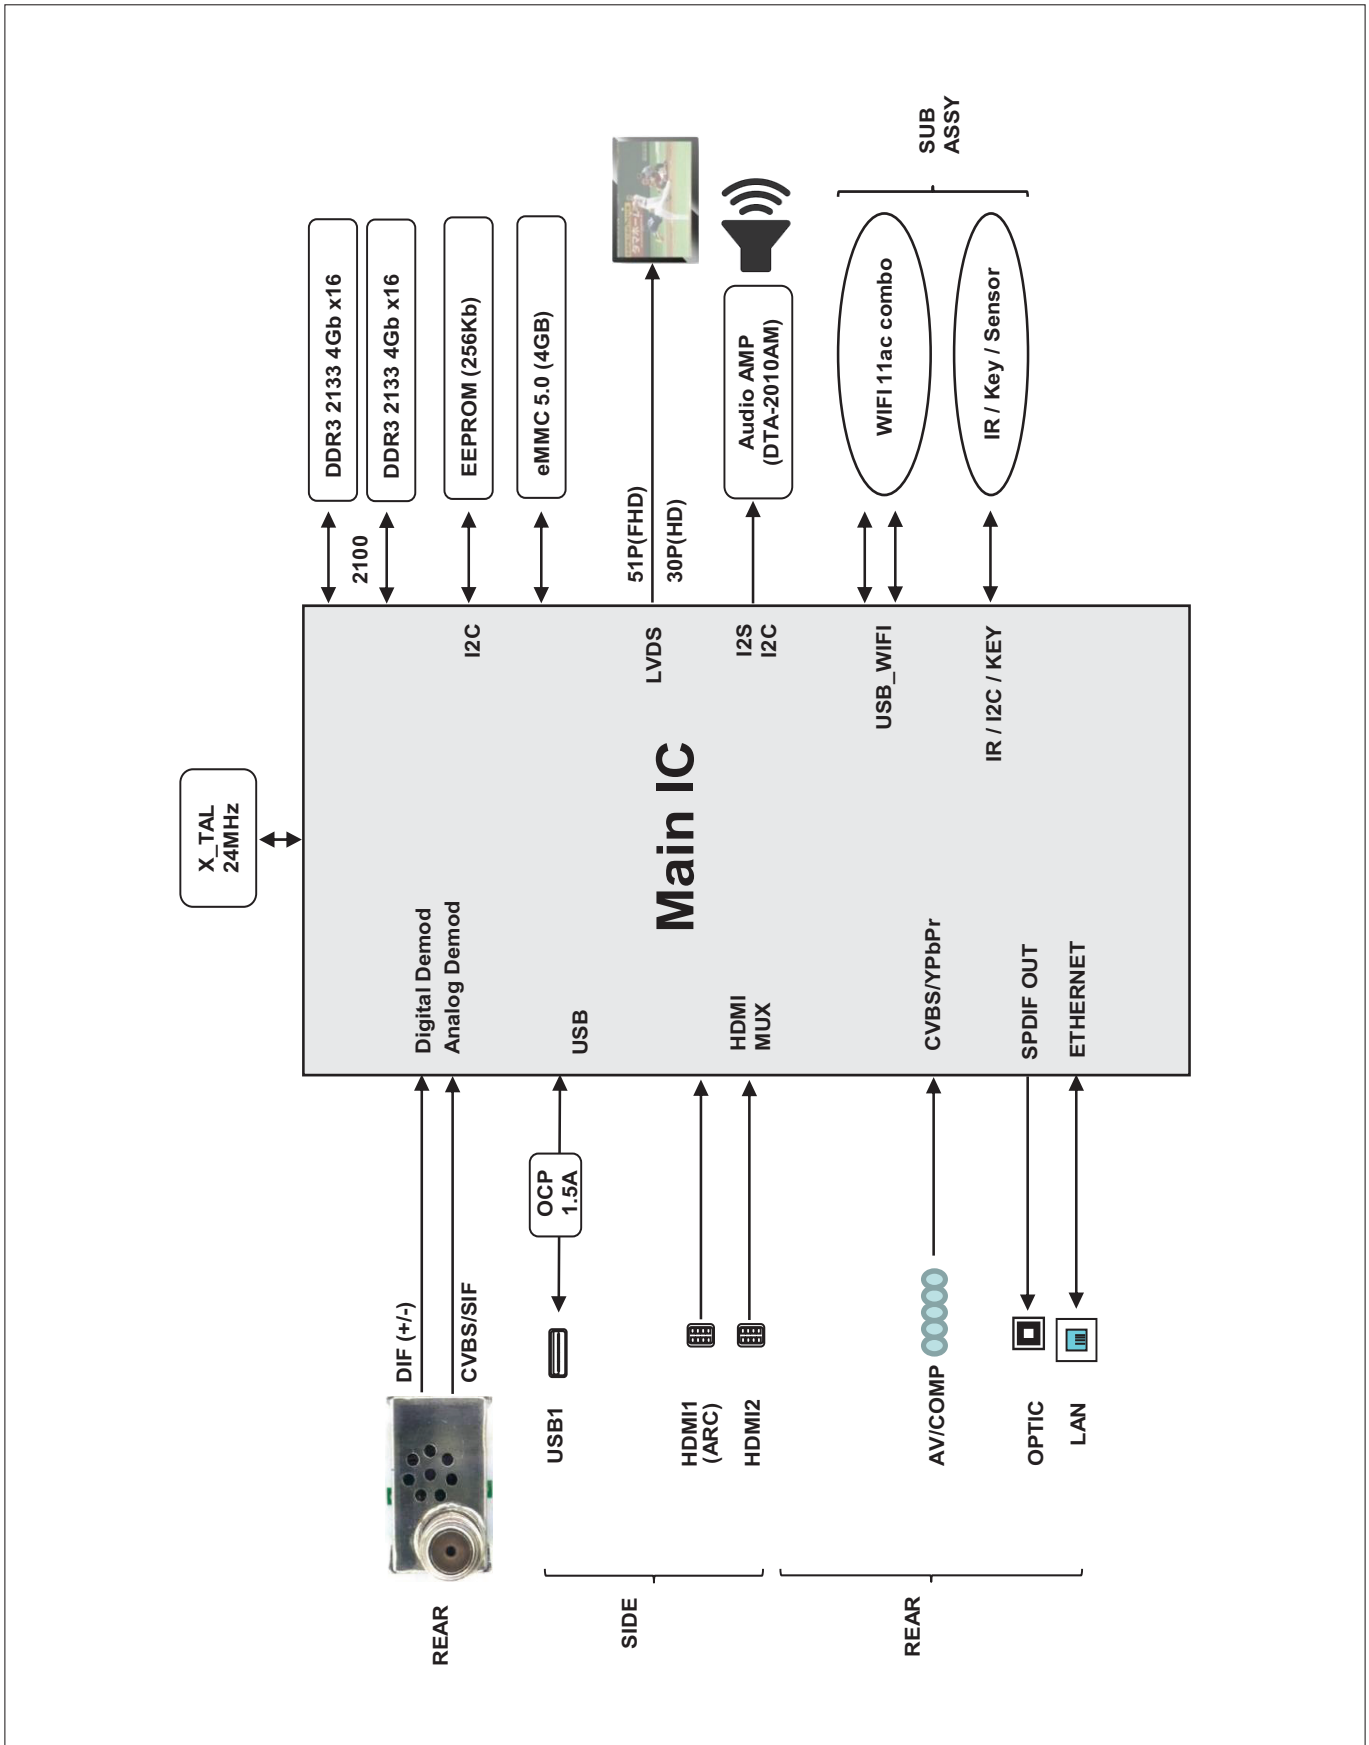 REAR
DIF (+/-)
CVBS/SIF
Digital Demod
Analog Demod
X_TAL
24MHz
SIDE
USB1
OCP
1.5A
USB
HDMI1
(ARC)
HDMI2
HDMI
MUX
REAR
AV/COMP
CVBS/YPbPr
OPTIC
SPDIF OUT
LAN
ETHERNET
Main IC
DDR3 2133 4Gb x16
2100
DDR3 2133 4Gb x16
I2C
EEPROM (256Kb)
eMMC 5.0 (4GB)
LVDS
51P(FHD)
30P(HD)
I2S
I2C
Audio AMP
(DTA-2010AM)
USB_WIFI
WIFI 11ac combo
IR / I2C / KEY
IR / Key / Sensor
SUB
ASSY